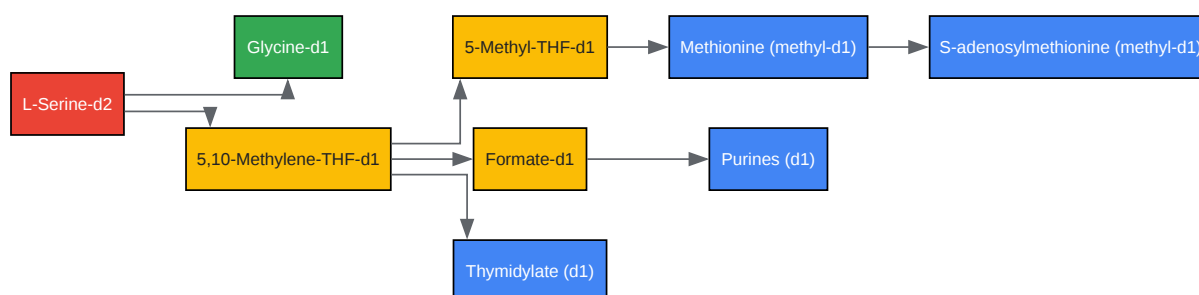 Glycine-d1
5-Methyl-THF-d1
Methionine (methyl-d1)
S-adenosylmethionine (methyl-d1)
L-Serine-d2
5,10-Methylene-THF-d1
Formate-d1
Purines (d1)
Thymidylate (d1)